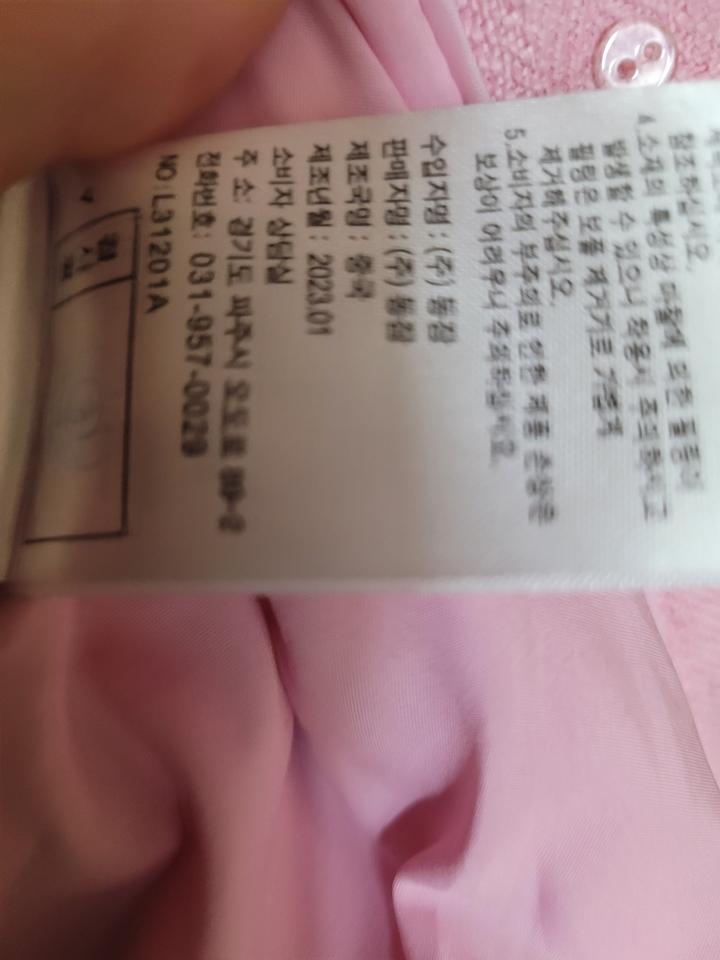 참조하십시오.
4.소재의 특성상 마찰에 의한 필링이
발생할 수 있으니 착용시 주의하시고
필링은 보풀 제거기로 가볍게
제거해주십시오.
5.소비자의 부주의로 인한 제품 손상은
보상이 어려우니 주의하십시오.
수입자명 : (주)
판매자명 : (주)
제조국명 : 중국
제조년월 : 2023.01
소비자 상담실
주 소: 경기도 파주시 89-2
전화번호: 031-957-0029
NO:L31201A